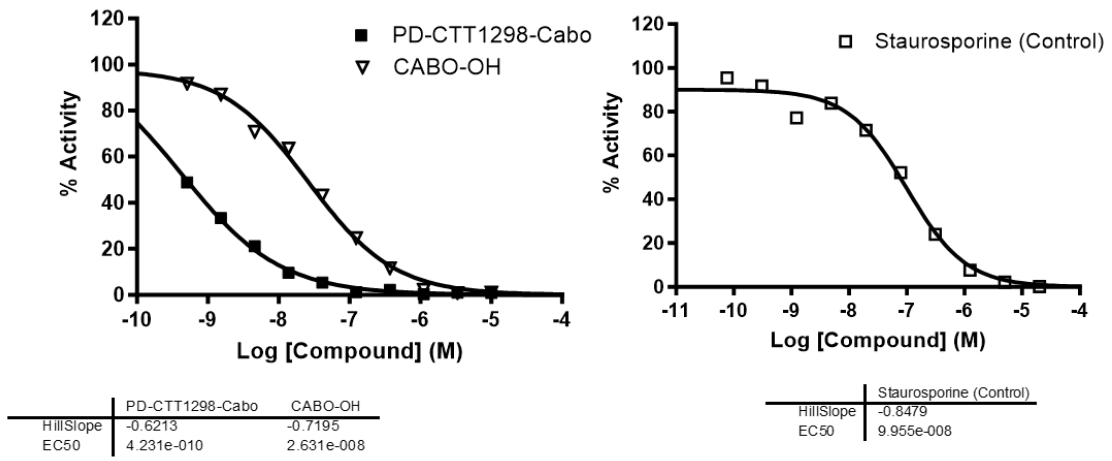 120
100
80
60
40
20
0
% Activity
PD-CTT1298-Cabo
CABO-OH
-10 -9 -8 -7 -6 -5 -4
Log [Compound] (M)
PD-CTT1298-Cabo CABO-OH
HillSlope -0.6213 -0.7195
EC50 4.231e-010 2.631e-008
120
100
80
60
40
20
0
% Activity
Staurosporine (Control)
-11 -10 -9 -8 -7 -6 -5 -4
Log [Compound] (M)
Staurosporine (Control)
HillSlope -0.8479
EC50 9.955e-008